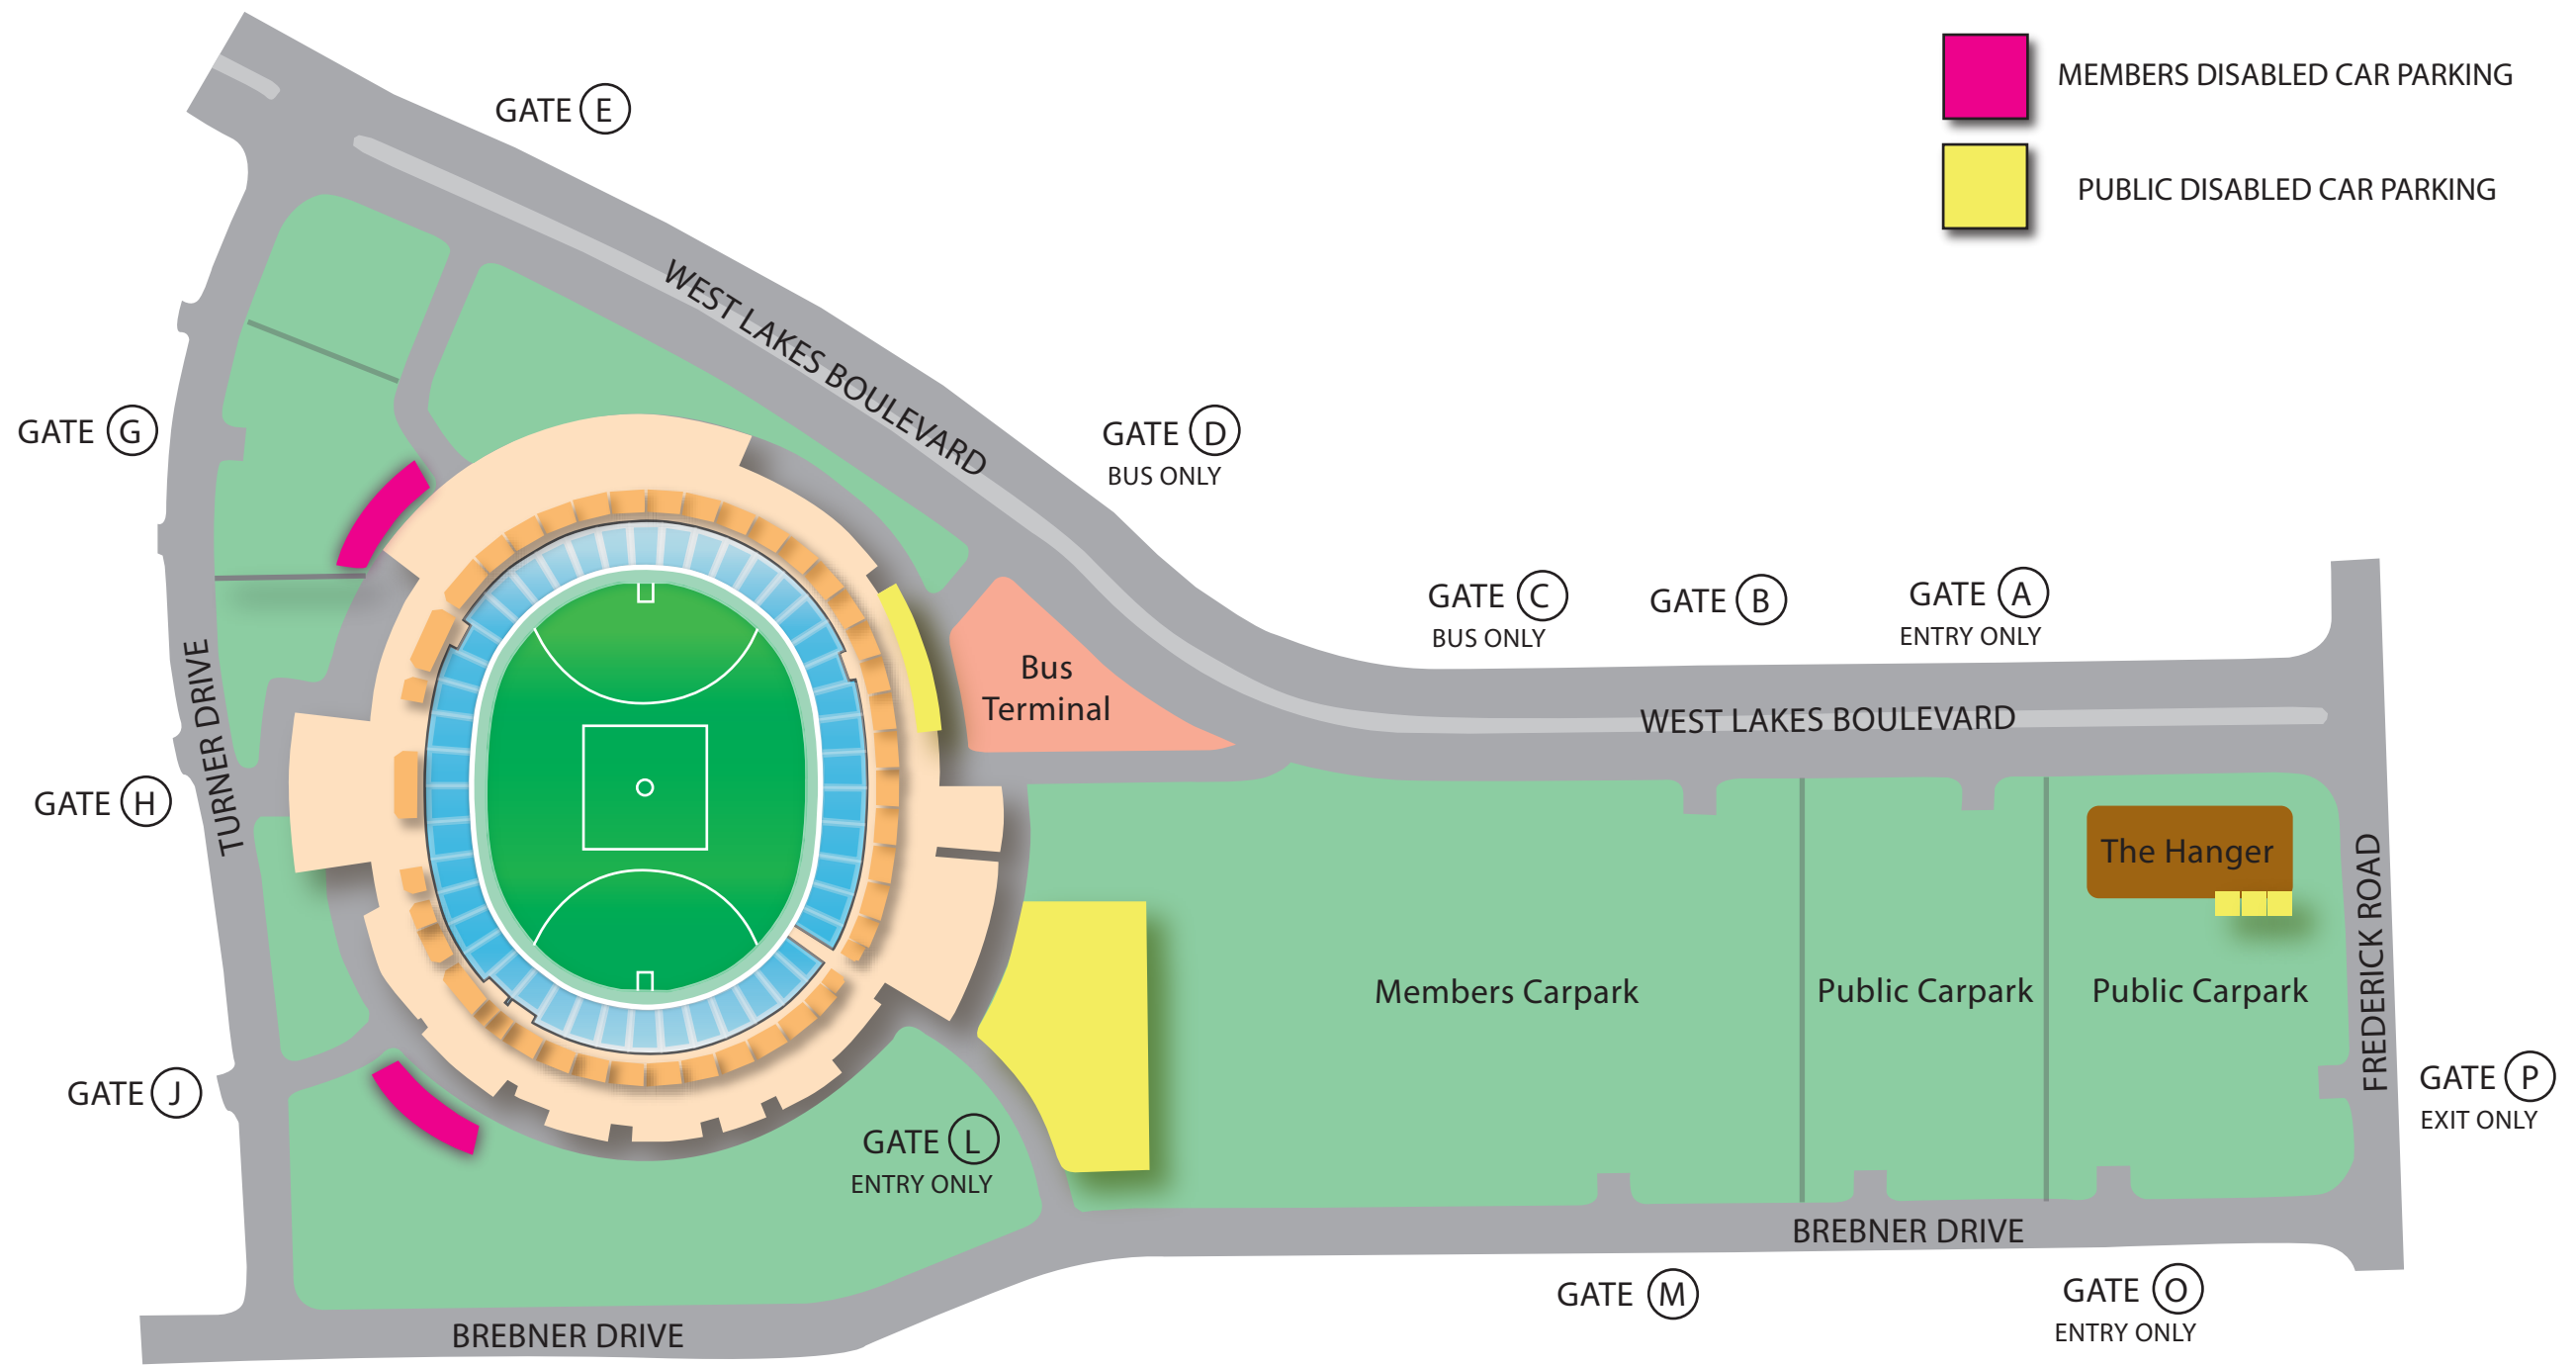 MEMBERS DISABLED CAR PARKING
PUBLIC DISABLED CAR PARKING
GATE E
WEST LAKES BOULEVARD
GATE G
GATE D
BUS ONLY
GATE C
BUS ONLY
GATE B
GATE A
ENTRY ONLY
Bus
Terminal
WEST LAKES BOULEVARD
TURNER DRIVE
GATE H
The Hanger
FREDERICK ROAD
Members Carpark
Public Carpark
Public Carpark
GATE J
GATE L
ENTRY ONLY
GATE P
EXIT ONLY
BREBNER DRIVE
GATE M
GATE O
ENTRY ONLY
BREBNER DRIVE